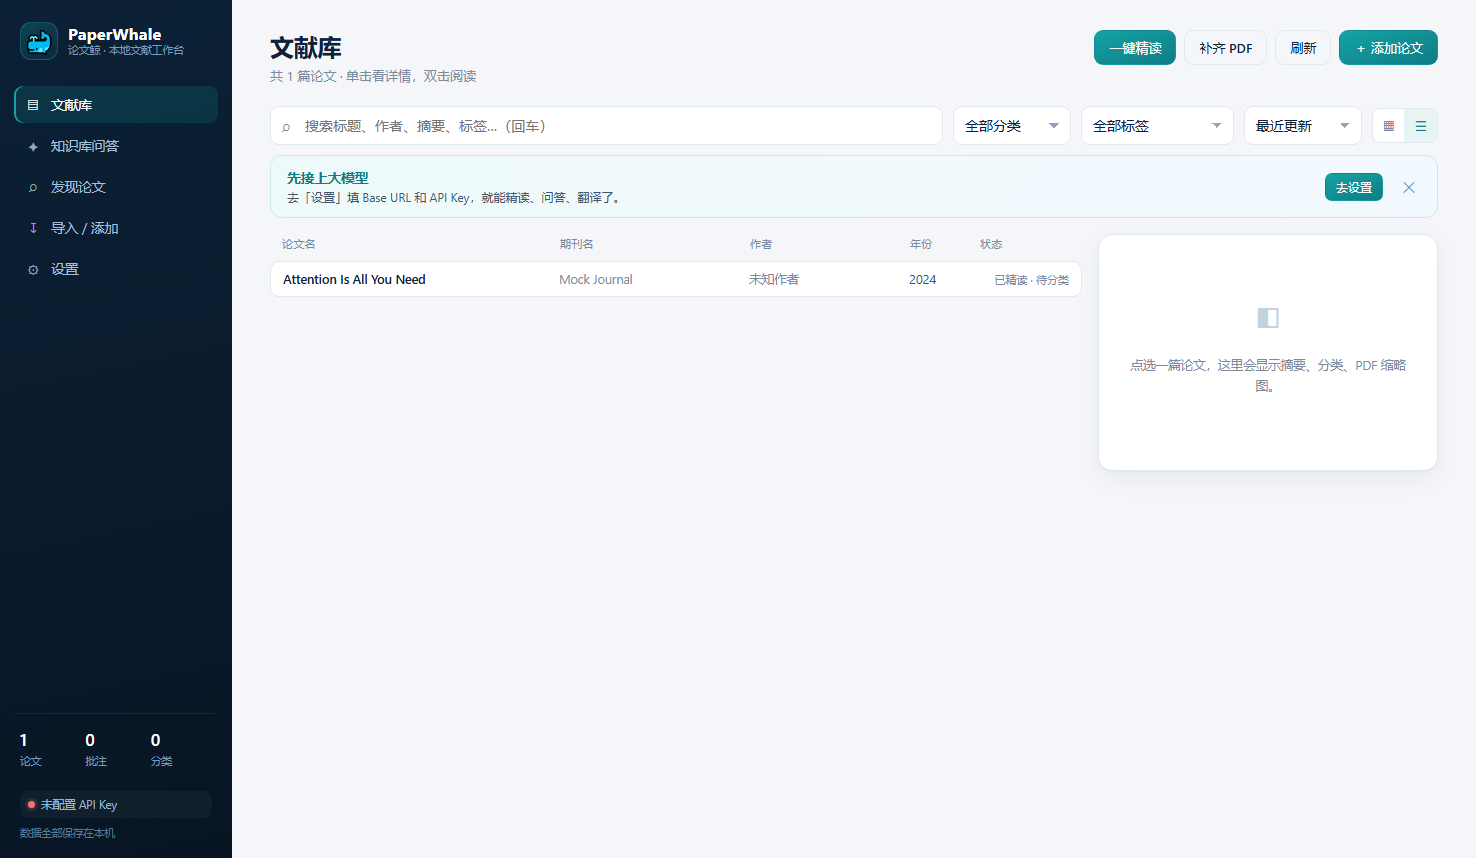 PaperWhale
论文鲸 · 本地文献工作台
文献库
知识库问答
发现论文
导入 / 添加
设置
1
论文
0
批注
0
分类
未配置 API Key
数据全部保存在本机
文献库
共 1 篇论文 · 单击看详情，双击阅读
一键精读
补齐 PDF
刷新
+ 添加论文
搜索标题、作者、摘要、标签...（回车）
全部分类
全部标签
最近更新
先接上大模型
去「设置」填 Base URL 和 API Key，就能精读、问答、翻译了。
去设置
论文名 期刊名 作者 年份 状态
Attention Is All You Need Mock Journal 未知作者 2024 已精读 · 待分类
点选一篇论文，这里会显示摘要、分类、PDF 缩略
图。